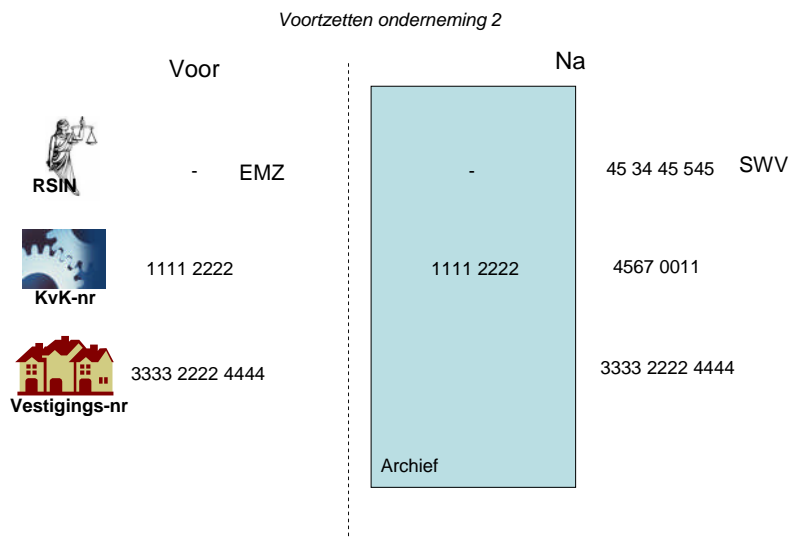 Voortzetten onderneming 2
Voor
Na
RSIN
-
EMZ
-
45 34 45 545
SWV
KvK-nr
1111 2222
1111 2222
4567 0011
Vestigings-nr
3333 2222 4444
3333 2222 4444
Archief